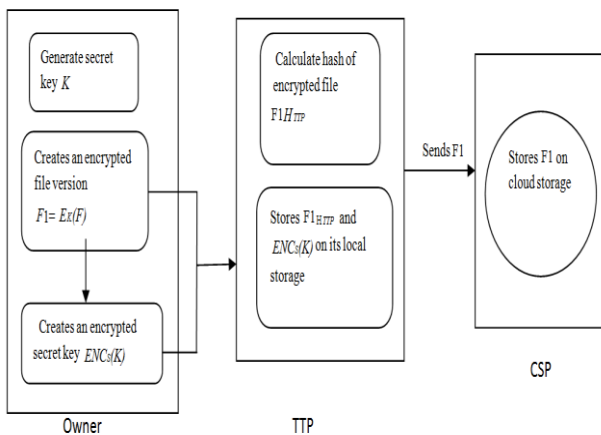 Generate secret
key K
Creates an encrypted
file version
F1= EK(F)
Creates an encrypted
secret key ENCS(K)
Owner
Calculate hash of
encrypted file
F1HTTP
Stores F1HTTP and
ENCS(K) on its local
storage
TTP
Sends F1
Stores F1 on
cloud storage
CSP